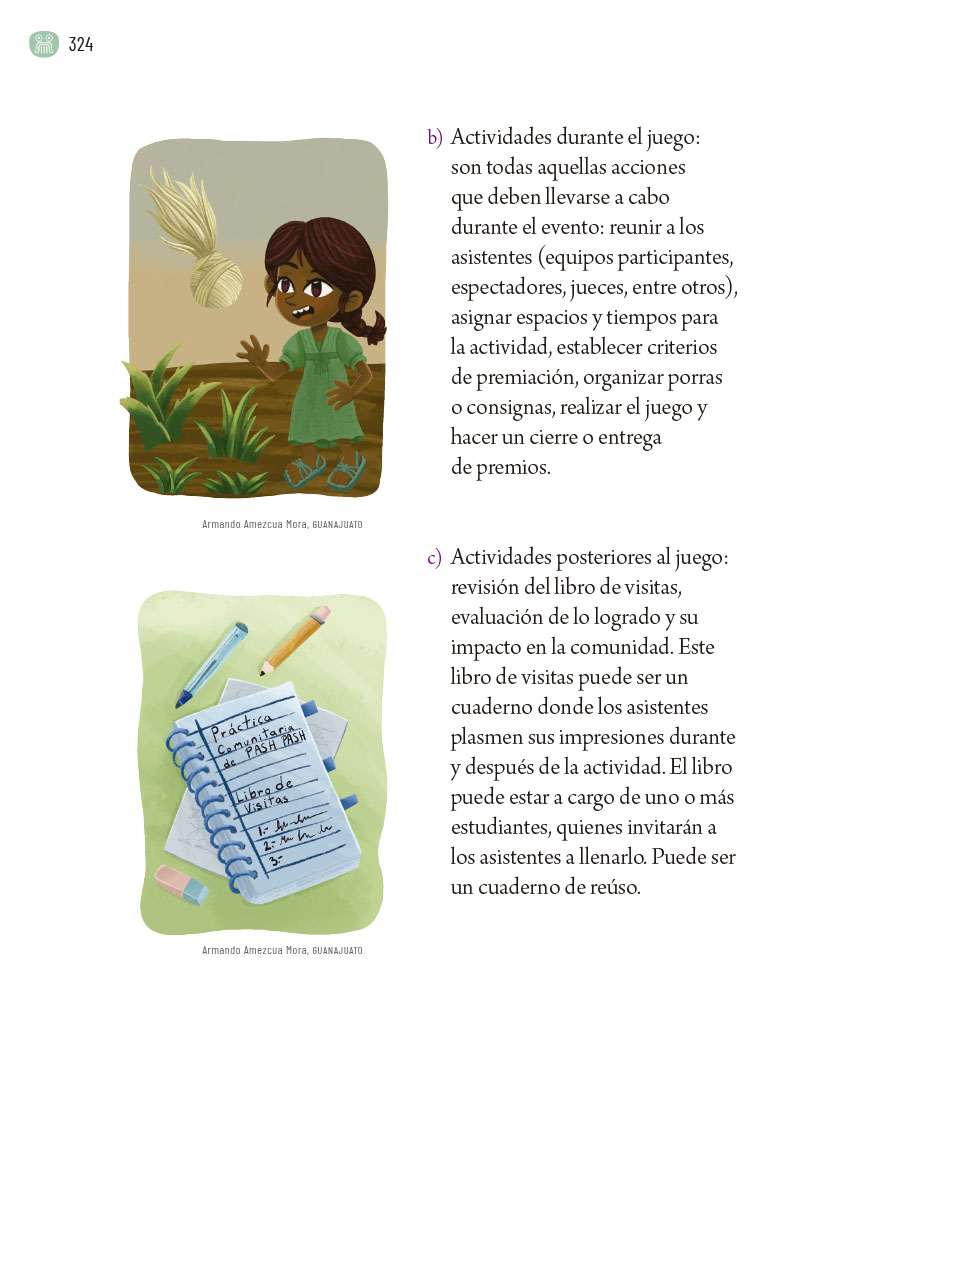 324
b) Actividades durante el juego:
son todas aquellas acciones
que deben llevarse a cabo
durante el evento: reunir a los
asistentes (equipos participantes,
espectadores, jueces, entre otros),
asignar espacios y tiempos para
la actividad, establecer criterios
de premiación, organizar porras
o consignas, realizar el juego y
hacer un cierre o entrega
de premios.
Armando Amezcua Mora, GUANAJUATO
c) Actividades posteriores al juego:
revisión del libro de visitas,
evaluación de lo logrado y su
impacto en la comunidad. Este
libro de visitas puede ser un
cuaderno donde los asistentes
plasmen sus impresiones durante
y después de la actividad. El libro
puede estar a cargo de uno o más
estudiantes, quienes invitarán a
los asistentes a llenarlo. Puede ser
un cuaderno de reúso.
Práctica
Comunitaria
de PASH PASH
Libro de
Visitas
1.-
2.-
3.-
Armando Amezcua Mora, GUANAJUATO